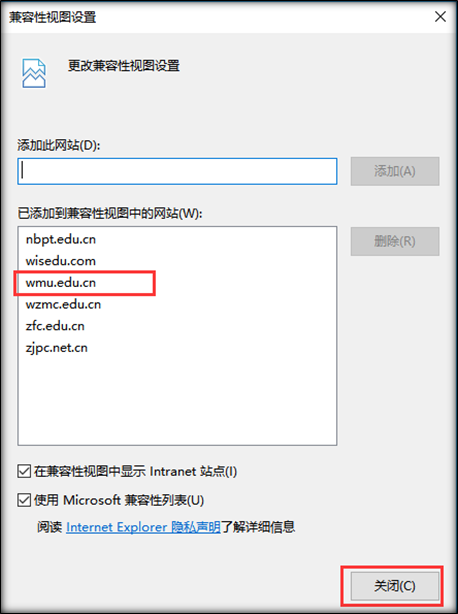 兼容性视图设置
更改兼容性视图设置
添加此网站(D):
添加(A)
已添加到兼容性视图中的网站(W):
nbpt.edu.cn
删除(R)
wisedu.com
wmu.edu.cn
wzmc.edu.cn
zfc.edu.cn
zjpc.net.cn
在兼容性视图中显示 Intranet 站点(I)
使用 Microsoft 兼容性列表(U)
阅读 Internet Explorer 隐私声明了解详细信息
关闭(C)